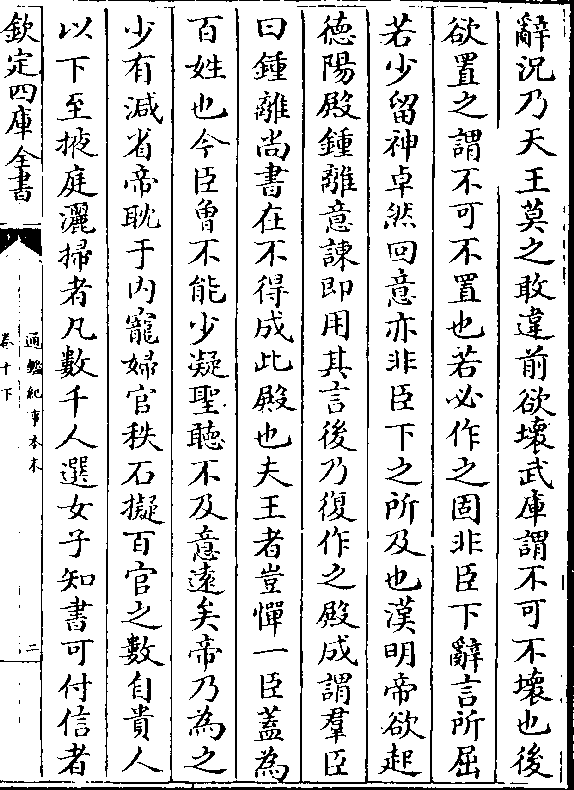 辭況乃天王莫之敢違前欲壞武庫謂不可不壞也後
欲置之謂不可不置也若必作之固非臣下辭言所屈
若少留神卓然回意亦非臣下之所及也漢明帝欲起
德陽殿鍾離意諫即用其言後乃復作之殿成謂羣臣
曰鍾離尚書在不得成此殿也夫王者豈憚一臣蓋為
百姓也今臣曾不能少凝聖聽不及意遠矣帝乃為之
少有減省帝耽于内寵婦官秩石擬百官之數自貴人
以下至掖庭灑掃者凡數千人選女子知書可付信者
欽定四庫全書
通鑑紀事本末
卷十下
二